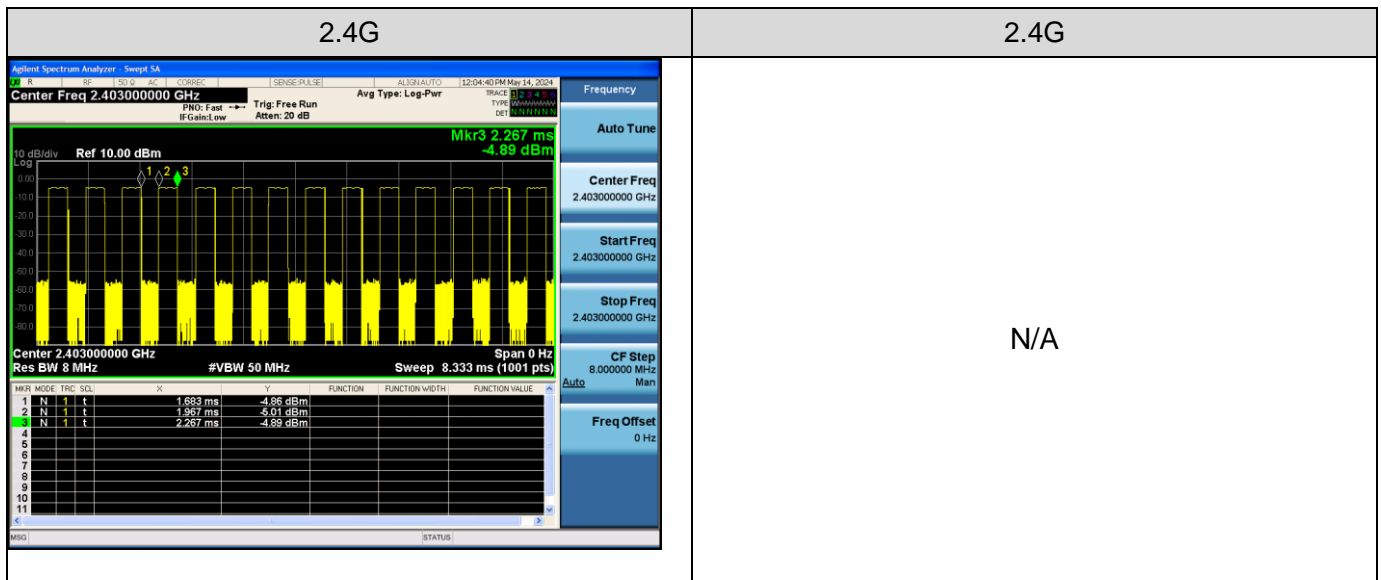 2.4G 2.4G
Agilent Spectrum Analyzer - Swept SA
R RF 50 Ω AC CORREC SENSE:PULSE ALIGN AUTO 12:04:40 PM May 14, 2024
Center Freq 2.403000000 GHz Avg Type: Log-Pwr TRACE 1 2 3 4 5 6
PNO: Fast Trig: Free Run TYPE
IFGain:Low Atten: 20 dB DET N N N N N N
Mkr3 2.267 ms
10 dB/div Ref 10.00 dBm -4.89 dBm
Log
1 2 3
0.00
-10.0
-20.0
-30.0
-40.0
-50.0
-60.0
-70.0
-80.0
Center 2.403000000 GHz Span 0 Hz
Res BW 8 MHz #VBW 50 MHz Sweep 8.333 ms (1001 pts)
MKR MODE TRC SCL X Y FUNCTION FUNCTION WIDTH FUNCTION VALUE
1 N 1 t 1.683 ms -4.86 dBm
2 N 1 t 1.967 ms -5.01 dBm
3 N 1 t 2.267 ms -4.89 dBm
4
5
6
7
8
9
10
11
MSG STATUS
Frequency
Auto Tune
Center Freq
2.403000000 GHz
Start Freq
2.403000000 GHz
Stop Freq
2.403000000 GHz
CF Step
8.000000 MHz
Auto Man
Freq Offset
0 Hz
N/A